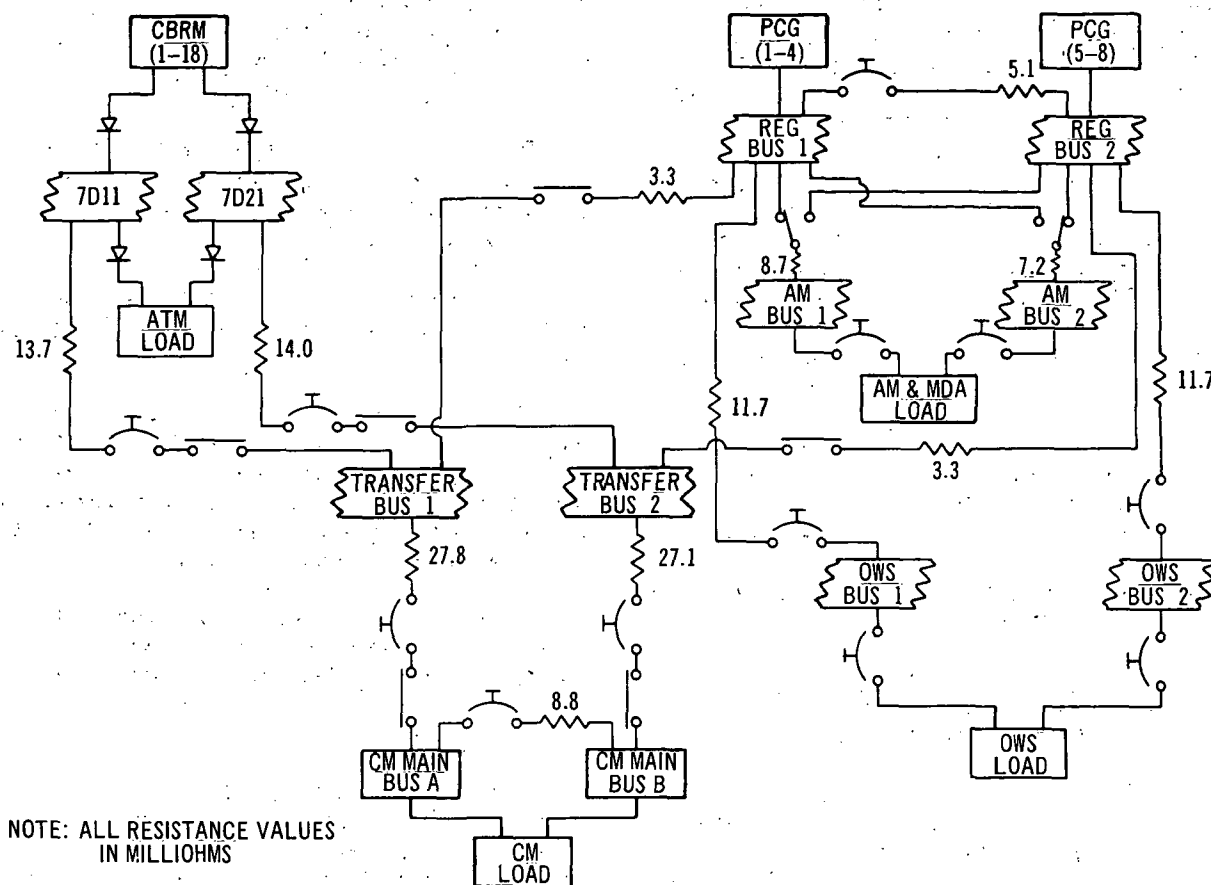 CBRM
(1-18)
PCG
(1-4)
PCG
(5-8)
5.1
REG
BUS 1
REG
BUS 2
7D11
7D21
3.3
8.7
7.2
AM
BUS 1
AM
BUS 2
ATM
LOAD
13.7
14.0
11.7
AM & MDA
LOAD
11.7
3.3
TRANSFER
BUS 1
TRANSFER
BUS 2
27.8
27.1
OWS
BUS 1
OWS
BUS 2
8.8
CM MAIN
BUS A
CM MAIN
BUS B
OWS
LOAD
NOTE: ALL RESISTANCE VALUES
IN MILLIOHMS
CM
LOAD